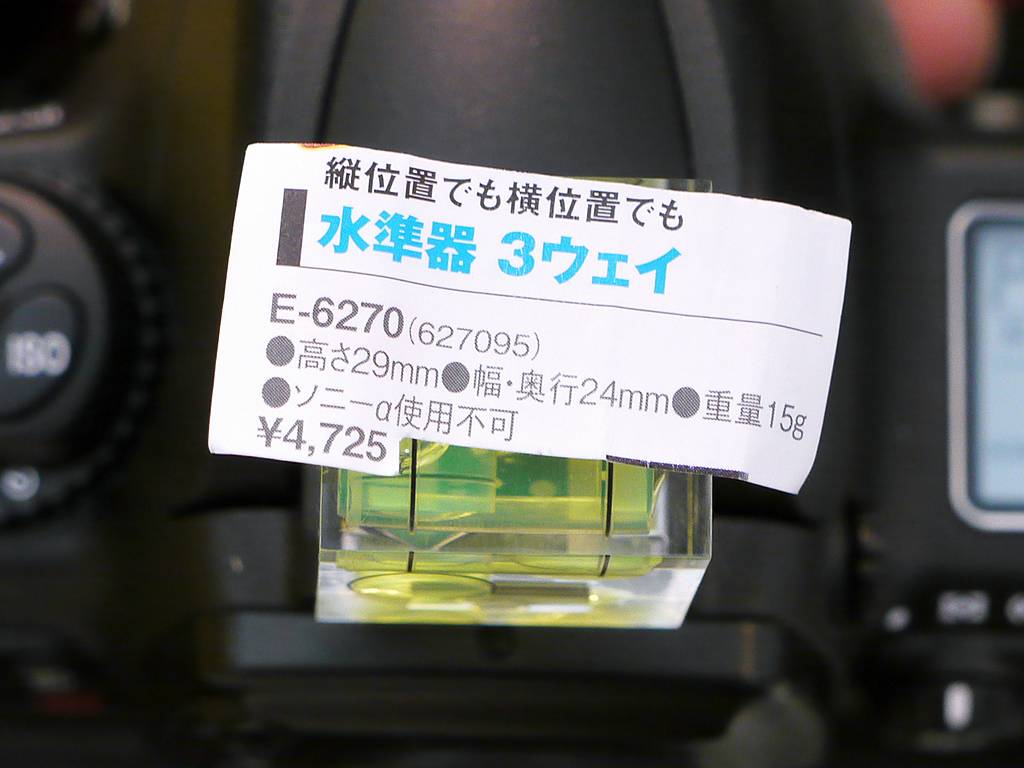 縦位置でも横位置でも
水準器 3ウェイ
E-6270(627095)
●高さ29mm●幅・奥行24mm●重量15g
●ソニーα使用不可
¥4,725
ISO